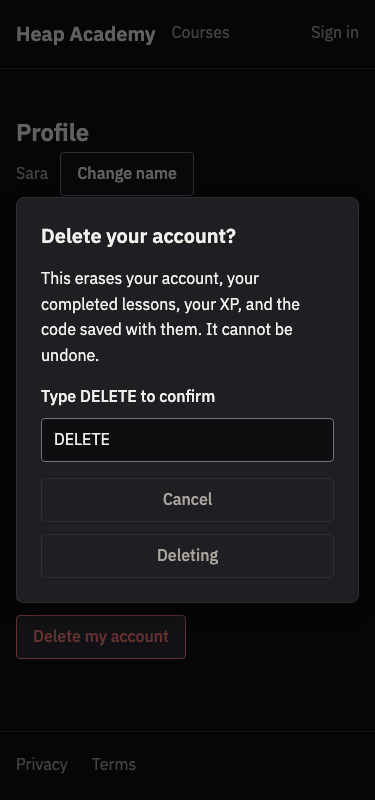 Heap Academy Courses Sign in
Profile
Sara Change name
Delete your account?
This erases your account, your
completed lessons, your XP, and the
code saved with them. It cannot be
undone.
Type DELETE to confirm
DELETE
Cancel
Deleting
Delete my account
Privacy Terms